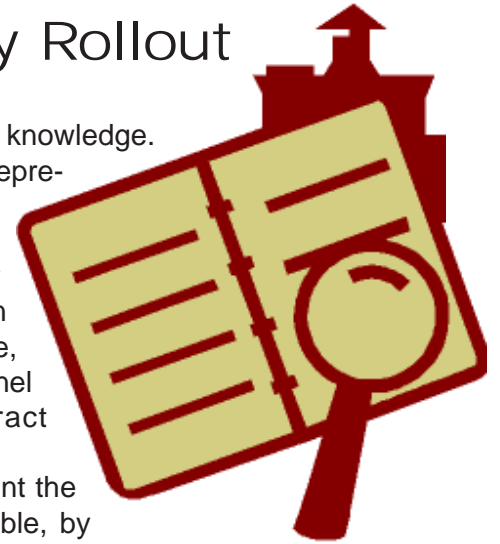 y Rollout
knowledge.
epre-
n
e,
nel
ract
nt the
ble, by